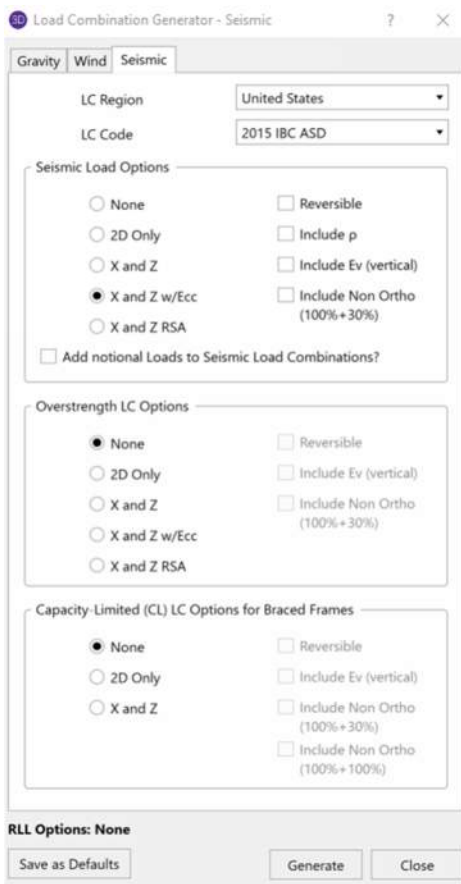 3D Load Combination Generator - Seismic ? ×
Gravity Wind Seismic
LC Region United States
LC Code 2015 IBC ASD
Seismic Load Options
None Reversible
2D Only Include p
X and Z Include Ev (vertical)
X and Z w/Ecc Include Non Ortho
(100%+30%)
X and Z RSA
Add notional Loads to Seismic Load Combinations?
Overstrength LC Options
None Reversible
2D Only Include Ev (vertical)
X and Z Include Non Ortho
(100%+30%)
X and Z w/Ecc
X and Z RSA
Capacity-Limited (CL) LC Options for Braced Frames
None Reversible
2D Only Include Ev (vertical)
X and Z Include Non Ortho
(100%+30%)
Include Non Ortho
(100%+100%)
RLL Options: None
Save as Defaults Generate Close